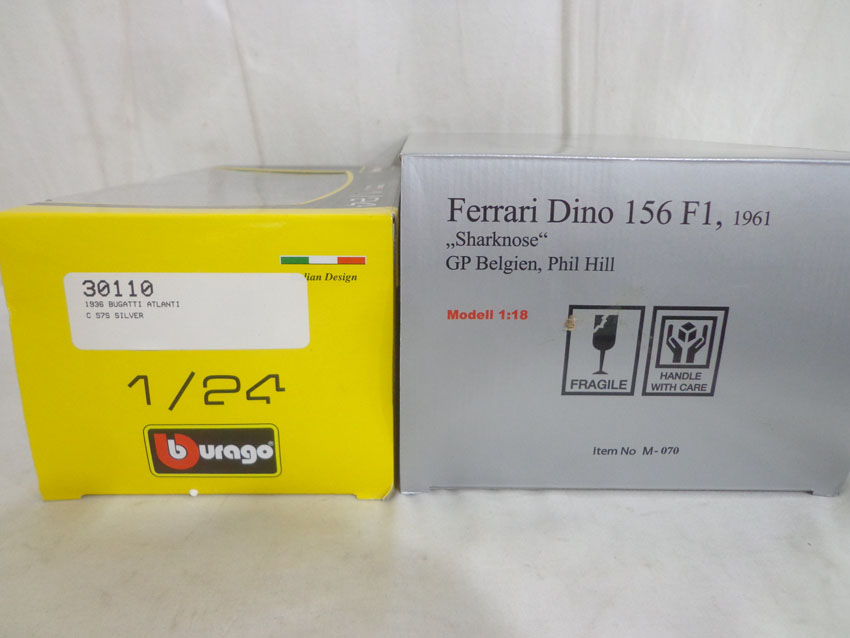 30110
1936 BUGATTI ATLANTI
C 57S SILVER
Italian Design
1/24
burago
Ferrari Dino 156 F1, 1961
„Sharknose“
GP Belgien, Phil Hill
Modell 1:18
FRAGILE
HANDLE
WITH CARE
Item No M-070